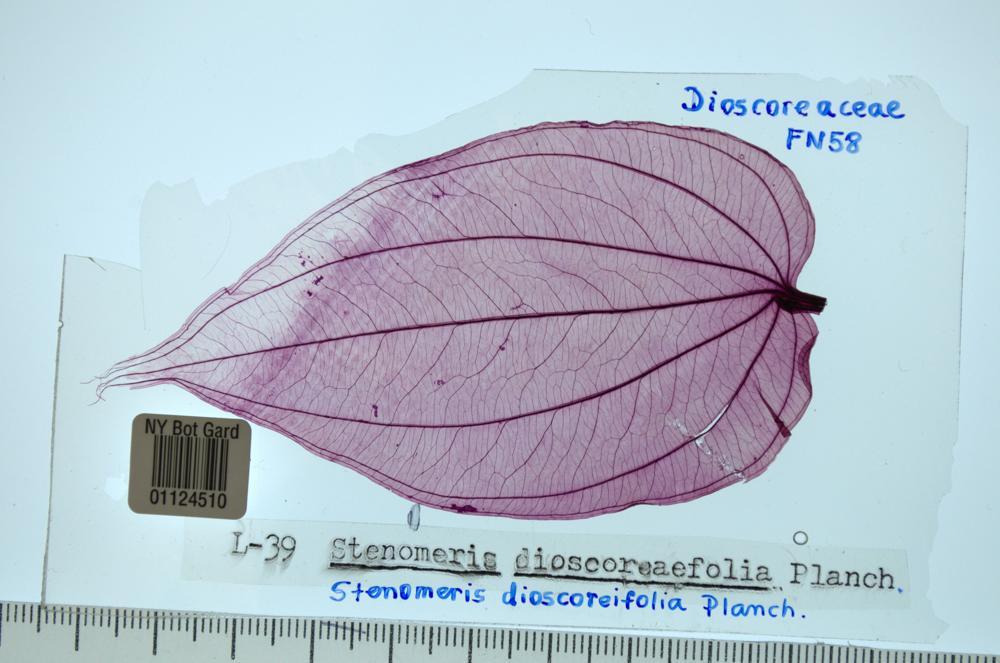 Dioscoreaceae
FN58
NY Bot Gard
01124510
L-39 Stenomeris dioscoreaefolia Planch.
Stenomeris dioscoreifolia Planch.